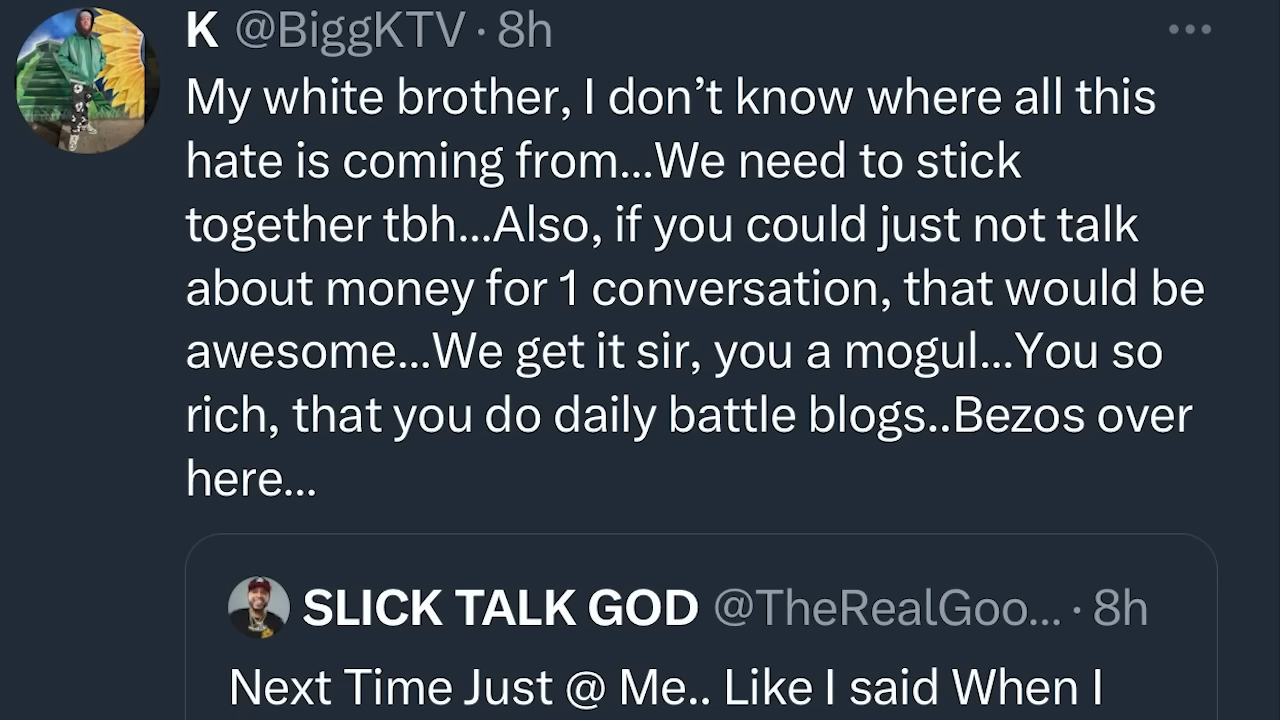 K @BiggKTV · 8h
My white brother, I don’t know where all this
hate is coming from...We need to stick
together tbh...Also, if you could just not talk
about money for 1 conversation, that would be
awesome...We get it sir, you a mogul...You so
rich, that you do daily battle blogs..Bezos over
here...
SLICK TALK GOD @TheRealGoo... · 8h
Next Time Just @ Me.. Like I said When I